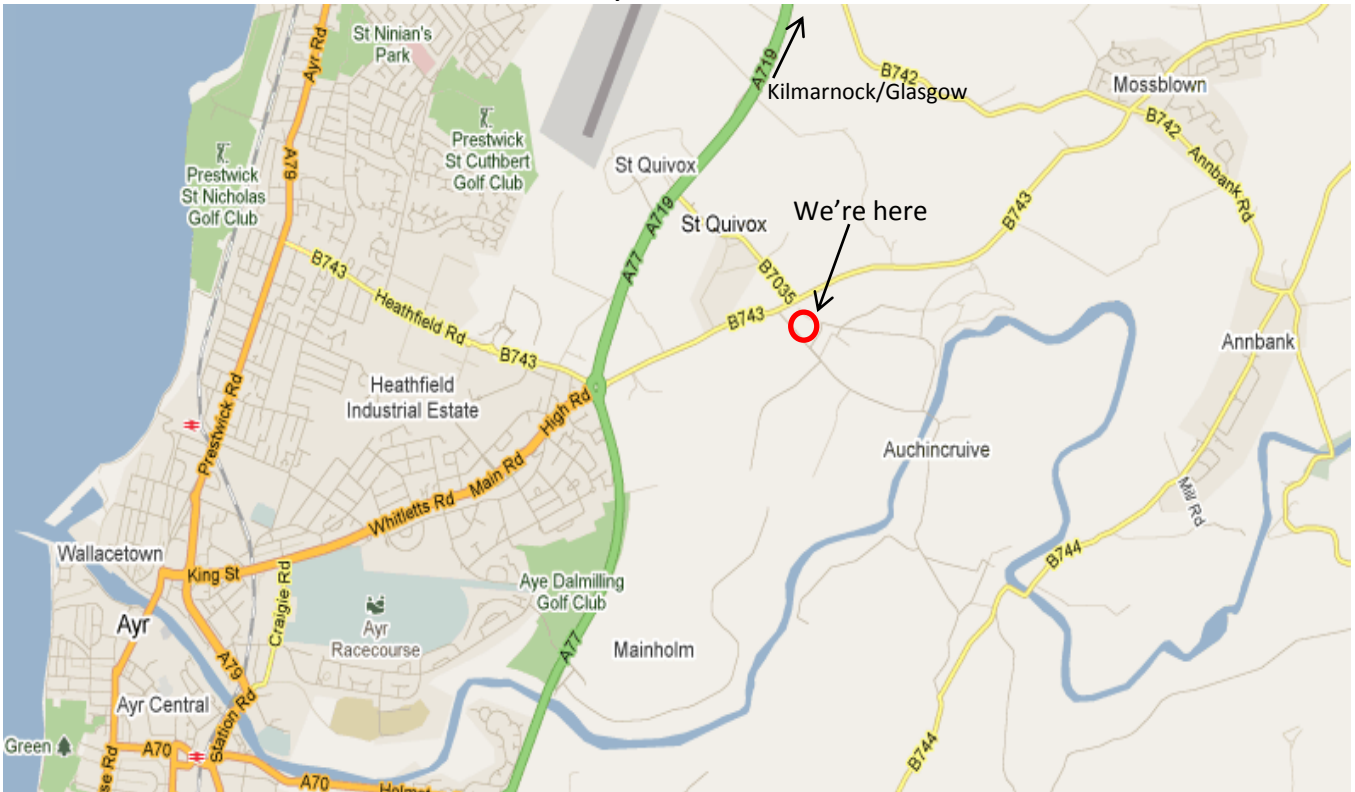 St Ninian's
Park
Ayr Rd
A719
Kilmarnock/Glasgow
B742
Mossblown
B742
Annbank Rd
Prestwick
St Cuthbert
Golf Club
A79
Prestwick
St Nicholas
Golf Club
St Quivox
A719
St Quivox
We're here
B743
A77
B7035
B743
Heathfield Rd
B743
B743
Annbank
Heathfield
Industrial Estate
High Rd
Prestwick Rd
Main Rd
Whitletts Rd
Auchincruive
Mill Rd
Wallacetown
King St
Craigie Rd
Aye Dalmilling
Golf Club
B744
Ayr
Ayr
Racecourse
A77
Mainholm
A79
Ayr Central
Station Rd
Green
A70
se Rd
A70
B744